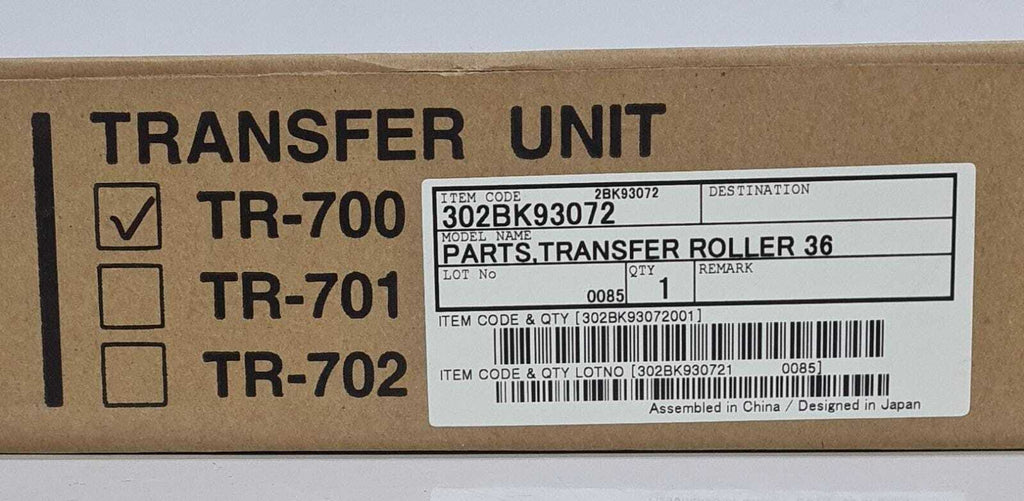 TRANSFER UNIT
TR-700
TR-701
TR-702
ITEM CODE 2BK93072 DESTINATION
302BK93072
MODEL NAME
PARTS,TRANSFER ROLLER 36
LOT No QTY REMARK
0085 1
ITEM CODE & QTY [302BK93072001]
ITEM CODE & QTY LOTNO [302BK930721 0085]
Assembled in China / Designed in Japan